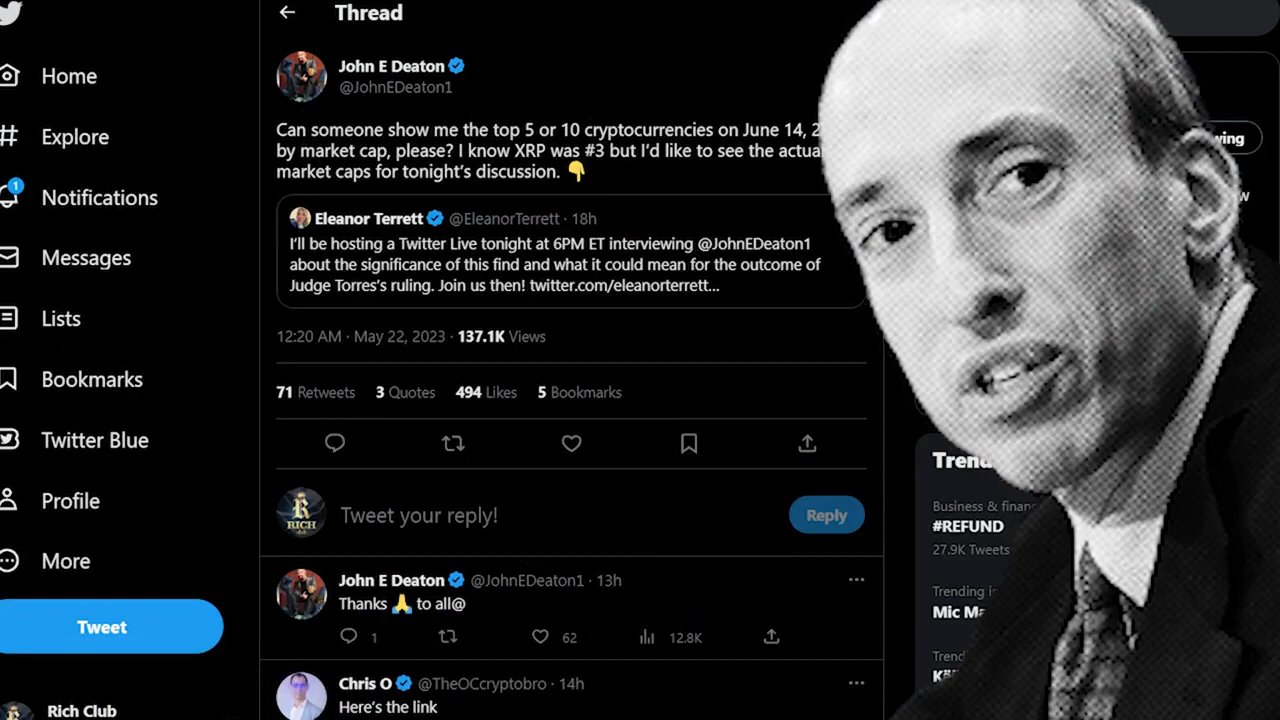 Thread
Home
Explore
1
Notifications
Messages
Lists
Bookmarks
Twitter Blue
Profile
More
Tweet
Rich Club
John E Deaton
@JohnEDeaton1
Can someone show me the top 5 or 10 cryptocurrencies on June 14, 2
by market cap, please? I know XRP was #3 but I'd like to see the actua
market caps for tonight's discussion. 👇
Eleanor Terrett @EleanorTerrett · 18h
I'll be hosting a Twitter Live tonight at 6PM ET interviewing @JohnEDeaton1
about the significance of this find and what it could mean for the outcome of
Judge Torres's ruling. Join us then! twitter.com/eleanorterrett...
12:20 AM · May 22, 2023 · 137.1K Views
71 Retweets 3 Quotes 494 Likes 5 Bookmarks
RICH
Tweet your reply!
Reply
John E Deaton @JohnEDeaton1 · 13h
Thanks 🙏 to all@
1 62 12.8K
Chris O @TheOCcryptobro · 14h
Here's the link
wing
w
Tren
Business & finan
#REFUND
27.9K Tweets
Trending i
Mic M
Trend